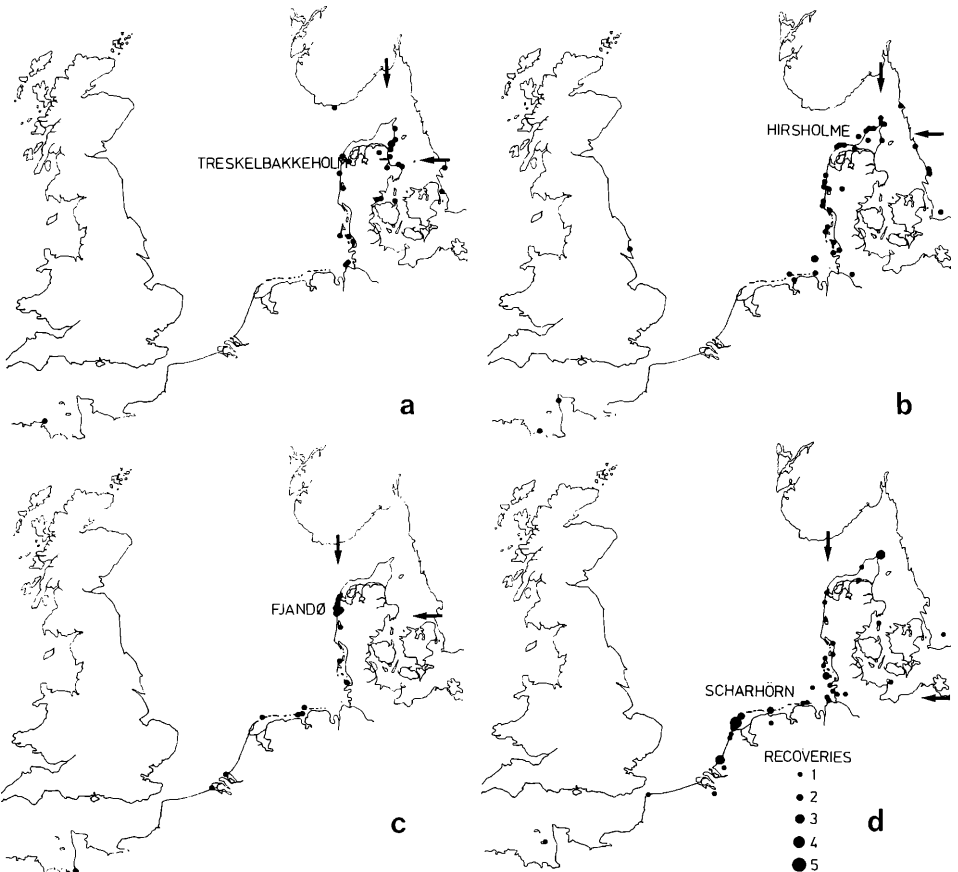 TRESKELBAKKEHOLM
a
HIRSHOLME
b
FJANDØ
c
SCHARHÖRN
RECOVERIES
1
2
3
4
5
d